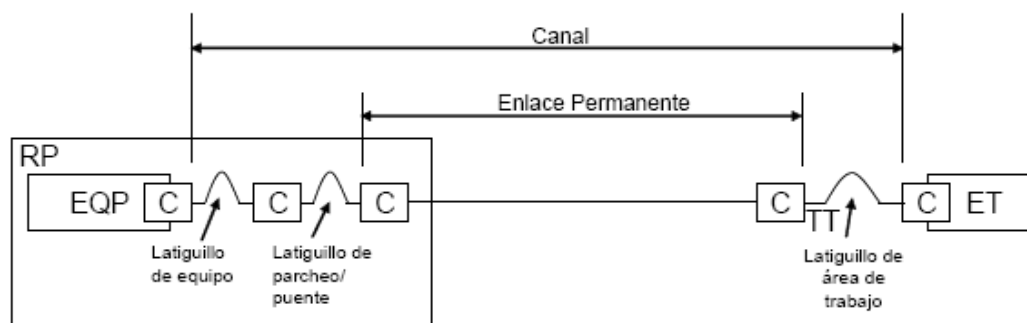 Canal
Enlace Permanente
RP
EQP
C
C
C
C
TT
C
ET
Latiguillo
de equipo
Latiguillo de
parcheo/
puente
Latiguillo de
área de
trabajo